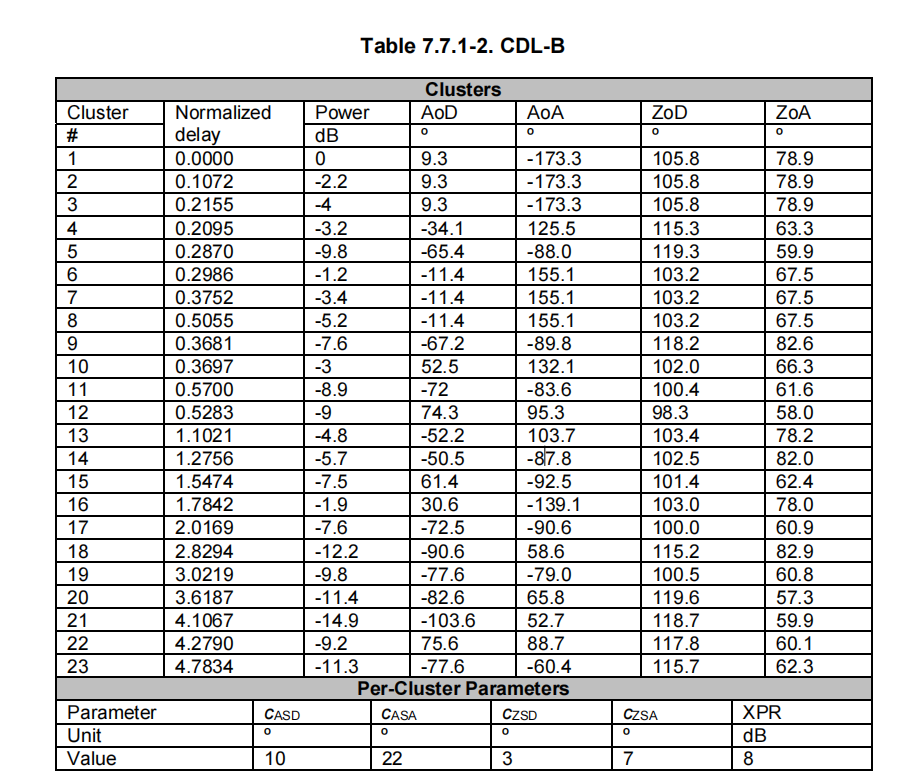 Table 7.7.1-2. CDL-B
Clusters
Cluster Normalized Power AoD AoA ZoD ZoA
# delay dB º º º º
1 0.0000 0 9.3 -173.3 105.8 78.9
2 0.1072 -2.2 9.3 -173.3 105.8 78.9
3 0.2155 -4 9.3 -173.3 105.8 78.9
4 0.2095 -3.2 -34.1 125.5 115.3 63.3
5 0.2870 -9.8 -65.4 -88.0 119.3 59.9
6 0.2986 -1.2 -11.4 155.1 103.2 67.5
7 0.3752 -3.4 -11.4 155.1 103.2 67.5
8 0.5055 -5.2 -11.4 155.1 103.2 67.5
9 0.3681 -7.6 -67.2 -89.8 118.2 82.6
10 0.3697 -3 52.5 132.1 102.0 66.3
11 0.5700 -8.9 -72 -83.6 100.4 61.6
12 0.5283 -9 74.3 95.3 98.3 58.0
13 1.1021 -4.8 -52.2 103.7 103.4 78.2
14 1.2756 -5.7 -50.5 -87.8 102.5 82.0
15 1.5474 -7.5 61.4 -92.5 101.4 62.4
16 1.7842 -1.9 30.6 -139.1 103.0 78.0
17 2.0169 -7.6 -72.5 -90.6 100.0 60.9
18 2.8294 -12.2 -90.6 58.6 115.2 82.9
19 3.0219 -9.8 -77.6 -79.0 100.5 60.8
20 3.6187 -11.4 -82.6 65.8 119.6 57.3
21 4.1067 -14.9 -103.6 52.7 118.7 59.9
22 4.2790 -9.2 75.6 88.7 117.8 60.1
23 4.7834 -11.3 -77.6 -60.4 115.7 62.3
Per-Cluster Parameters
Parameter cASD cASA cZSD cZSA XPR
Unit º º º º dB
Value 10 22 3 7 8